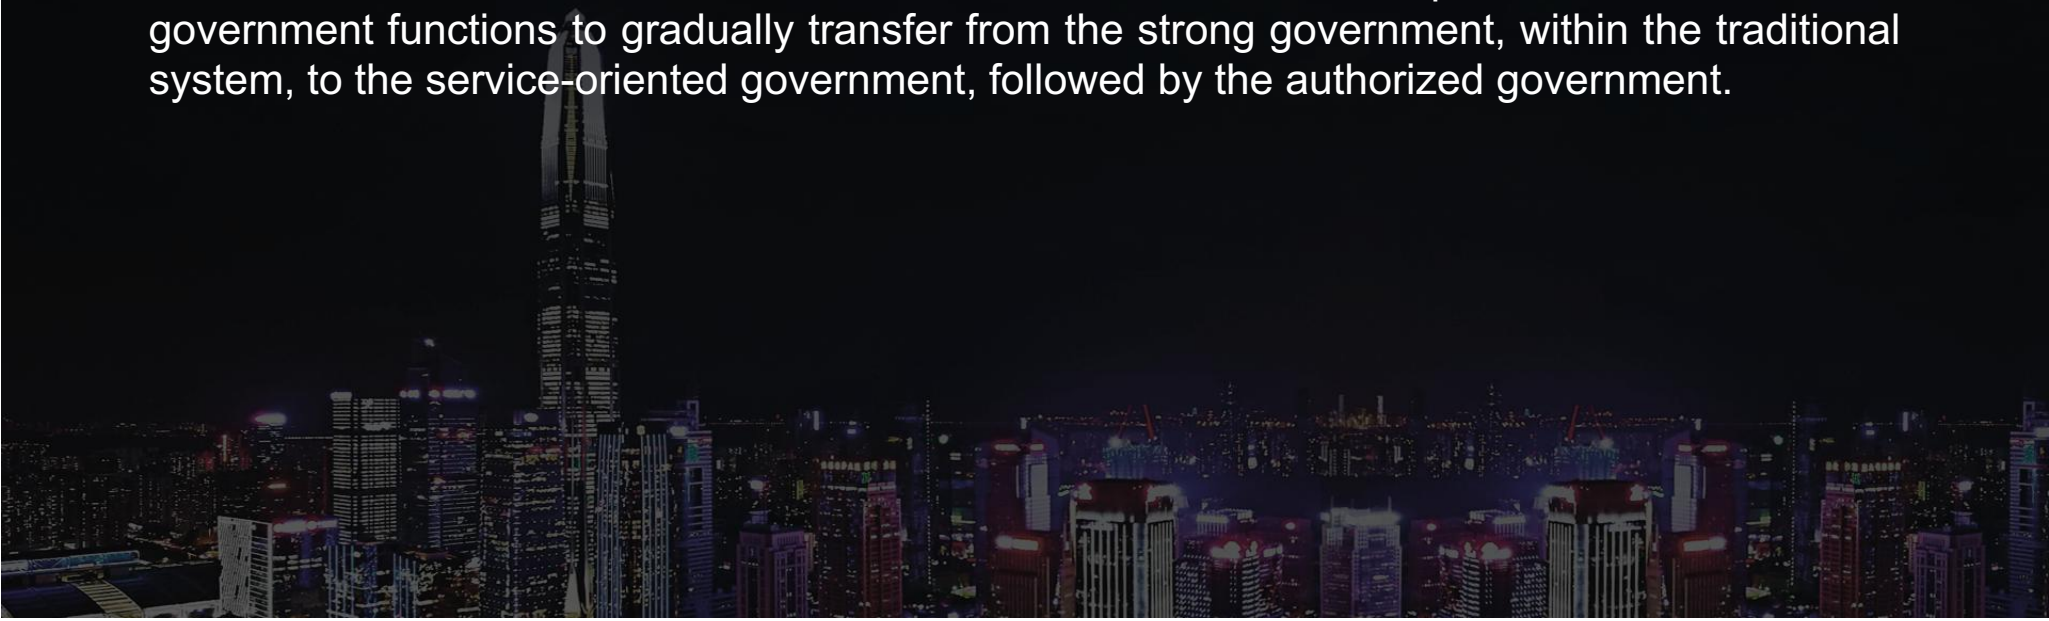 government functions to gradually transfer from the strong government, within the traditional
system, to the service-oriented government, followed by the authorized government.